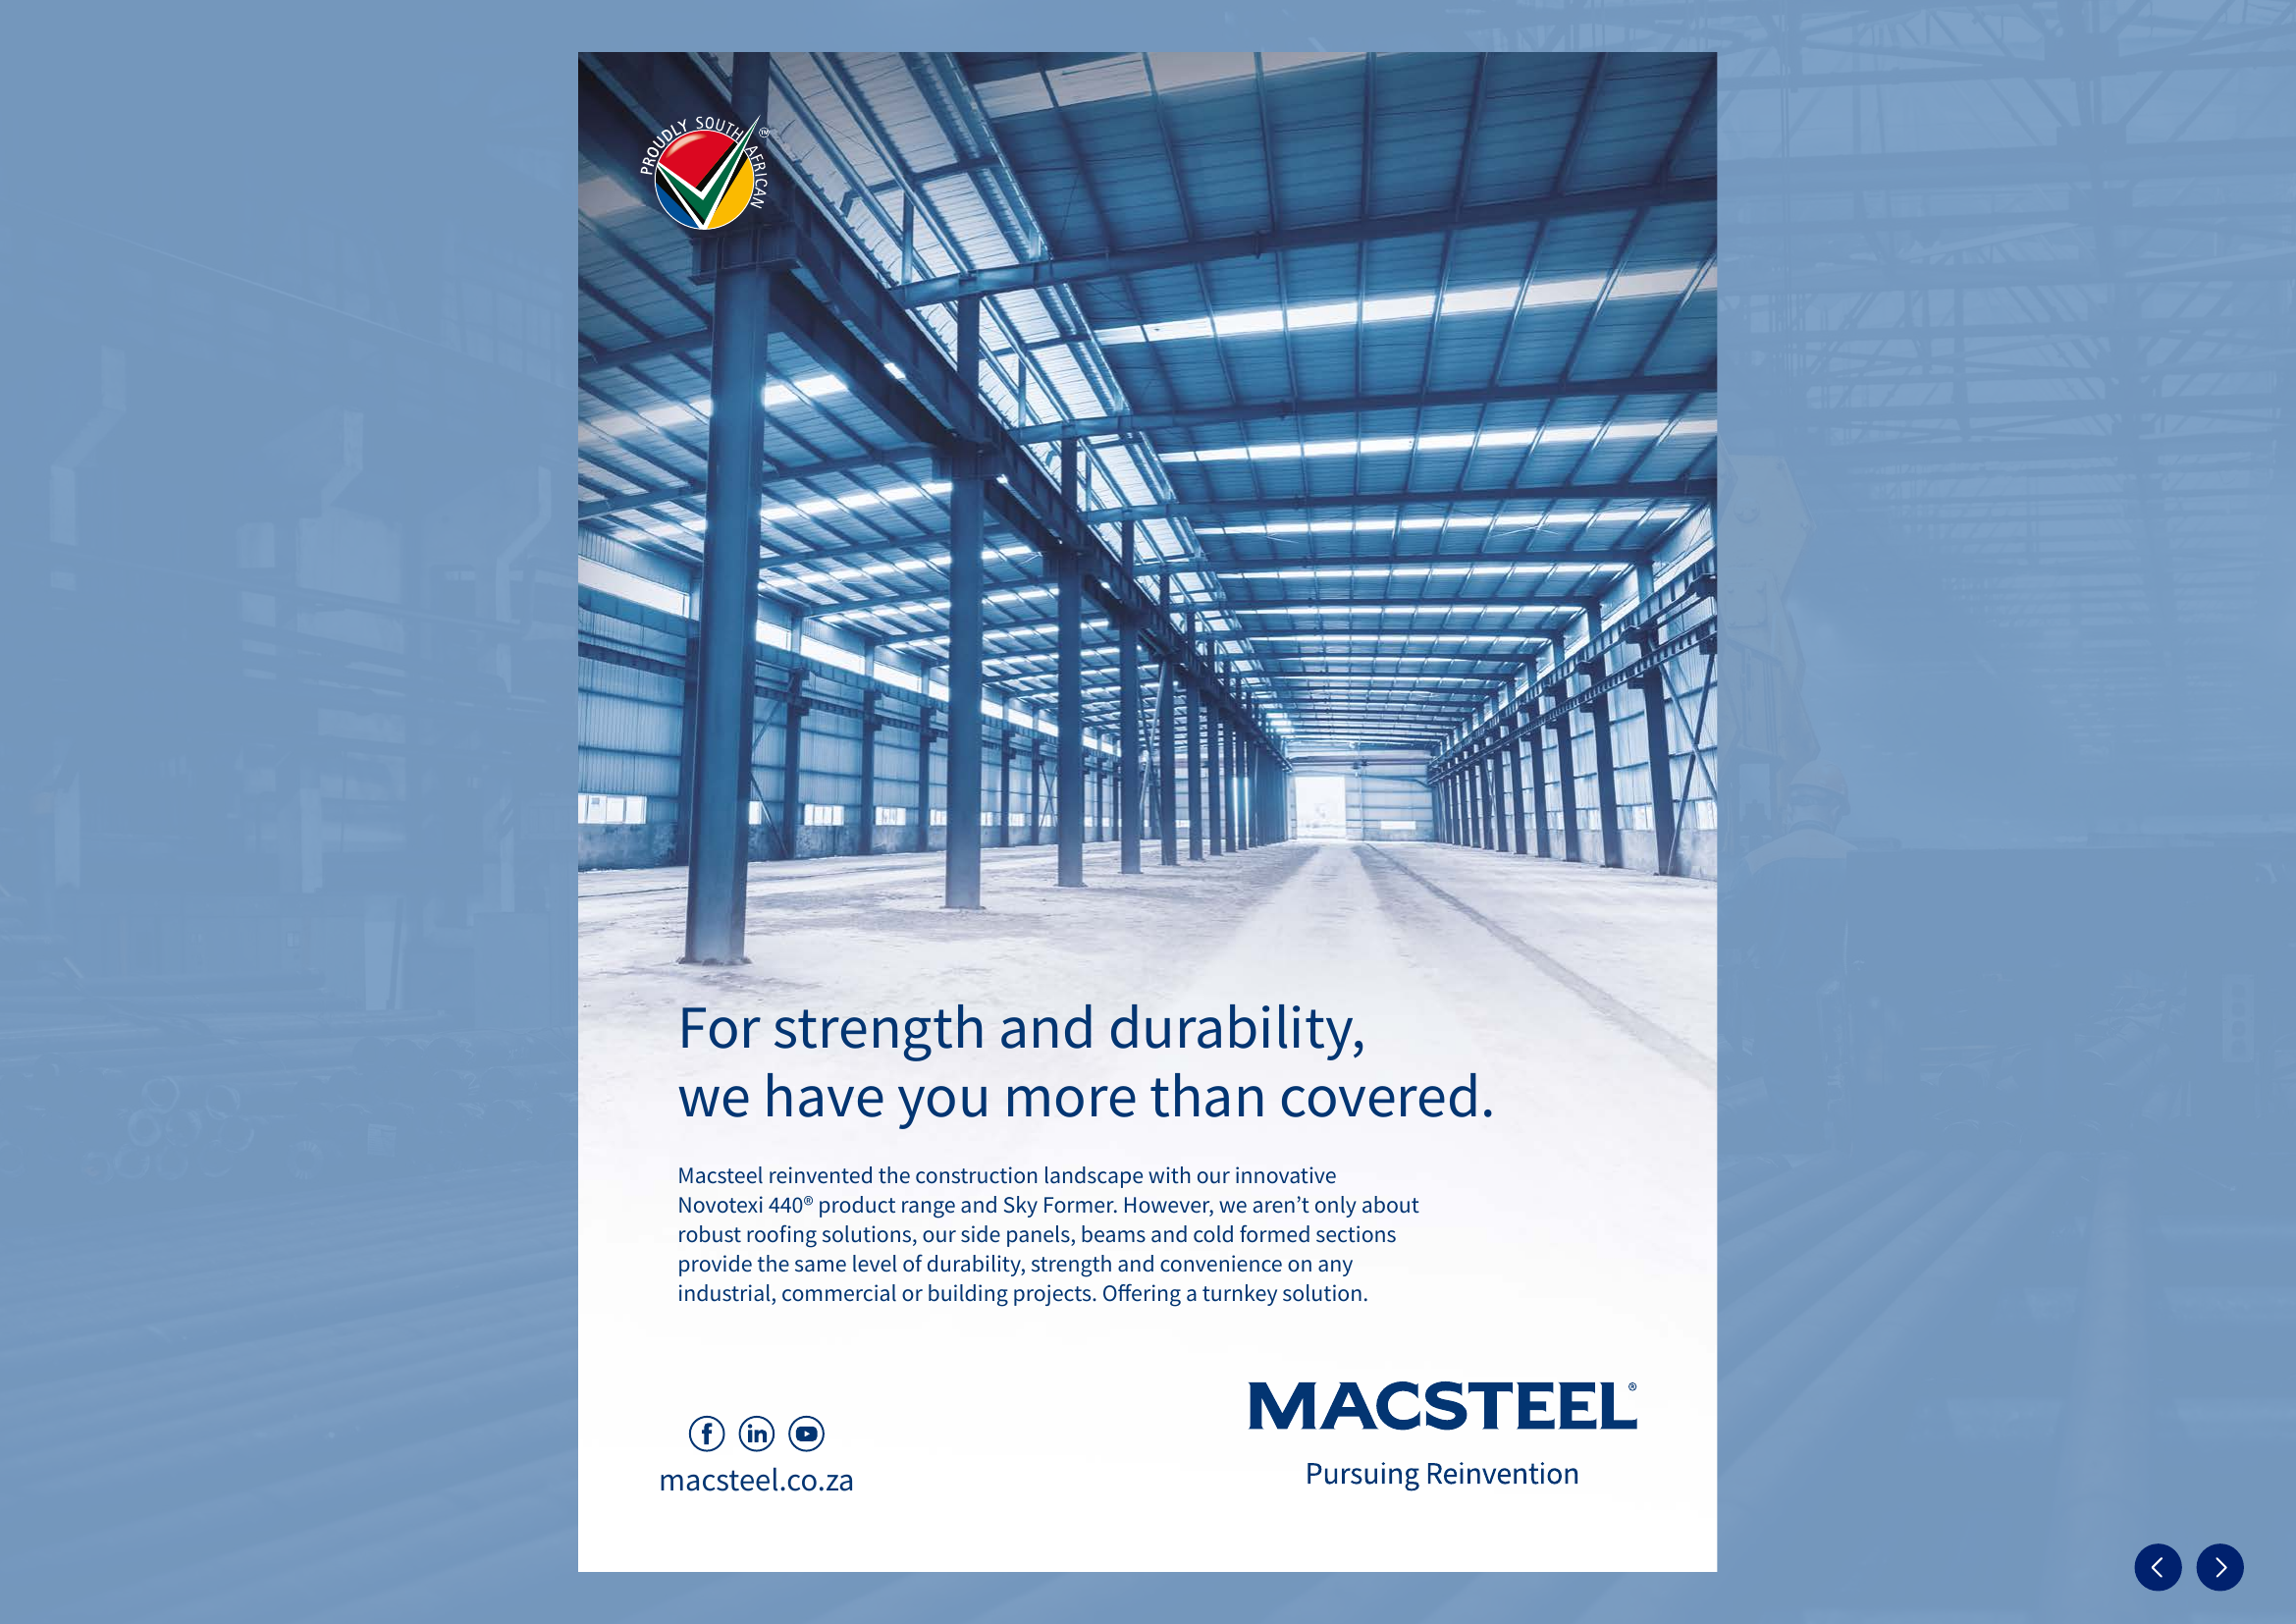 PROUDLY SOUTH AFRICAN ™
For strength and durability,
we have you more than covered.
Macsteel reinvented the construction landscape with our innovative
Novotexi 440® product range and Sky Former. However, we aren’t only about
robust roofing solutions, our side panels, beams and cold formed sections
provide the same level of durability, strength and convenience on any
industrial, commercial or building projects. Offering a turnkey solution.
MACSTEEL®
Pursuing Reinvention
f in
macsteel.co.za